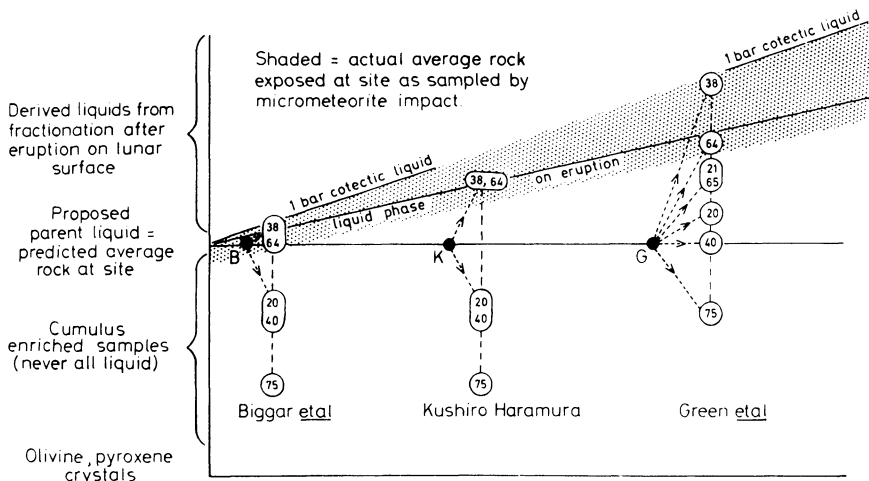 Shaded = actual average rock
exposed at site as sampled by
micrometeorite impact.
1 bar cotectic liquid
1 bar cotectic liquid
liquid phase on eruption
Derived liquids from
fractionation after
eruption on lunar
surface
Proposed
parent liquid =
predicted average
rock at site
Cumulus
enriched samples
(never all liquid)
Olivine, pyroxene
crystals
B
38
64
20
40
75
Biggar etal
K
38, 64
20
40
75
Kushiro Haramura
G
38
64
21
65
20
40
75
Green etal